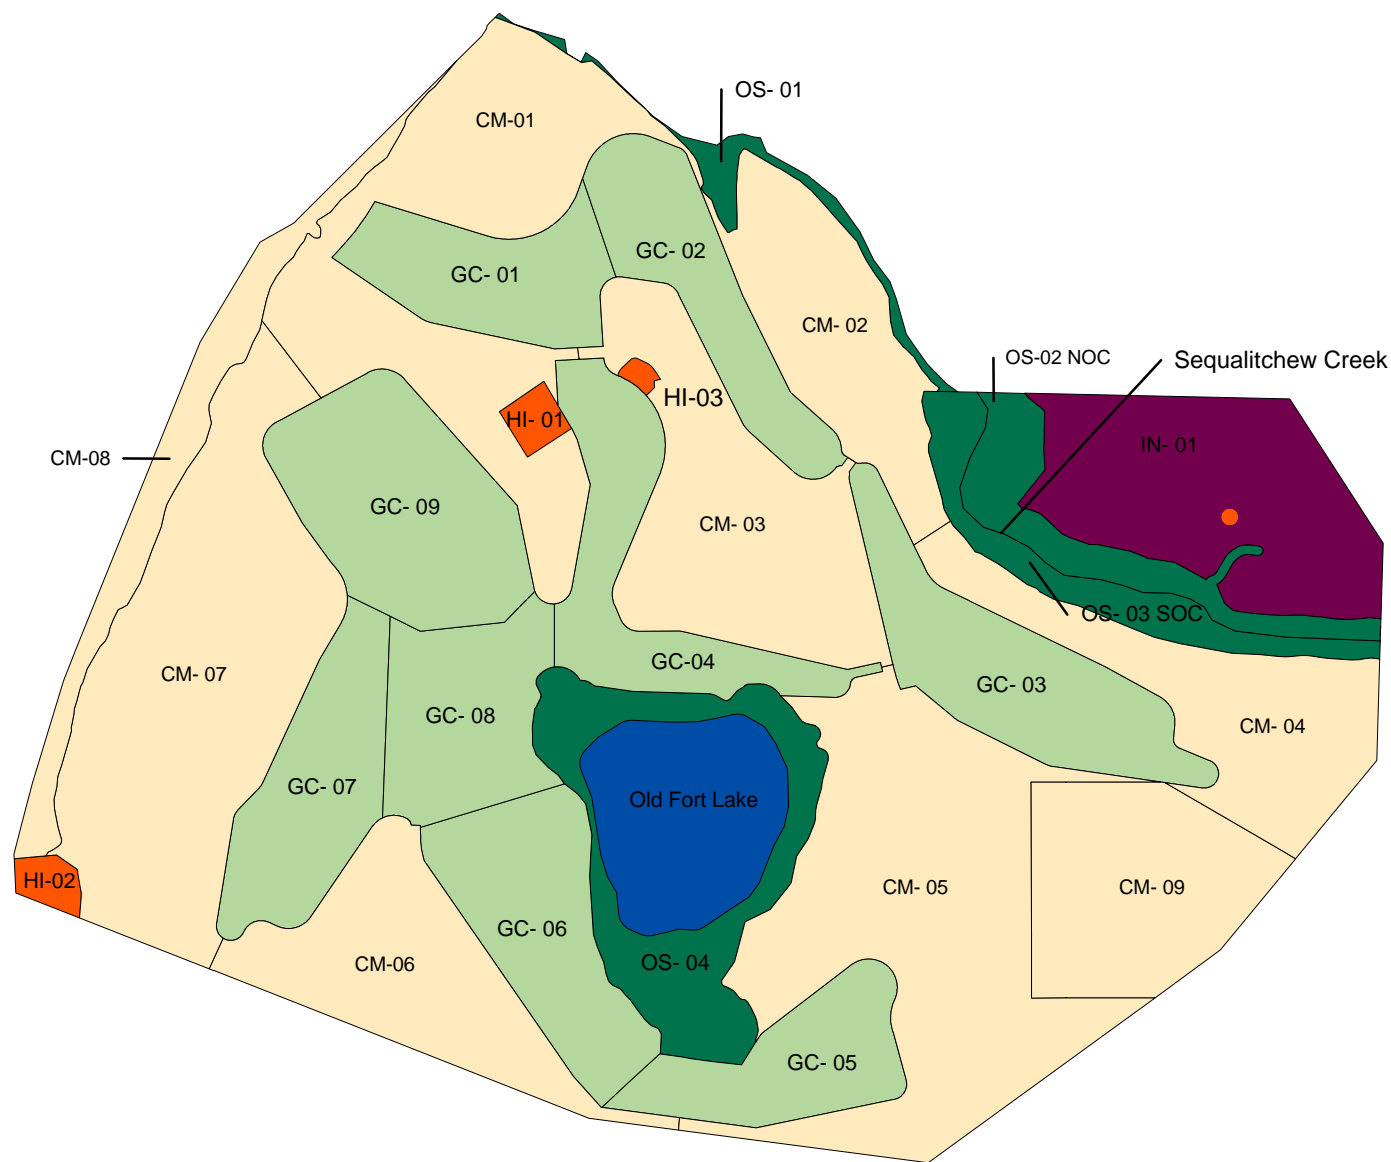 OS- 01
CM-01
GC- 02
GC- 01
CM- 02
OS-02 NOC
Sequalitchew Creek
HI-03
HI- 01
IN- 01
CM-08
GC- 09
CM- 03
OS- 03 SOC
GC-04
CM- 07
GC- 03
GC- 08
CM- 04
GC- 07
Old Fort Lake
HI-02
CM- 05
CM- 09
GC- 06
CM-06
OS- 04
GC- 05